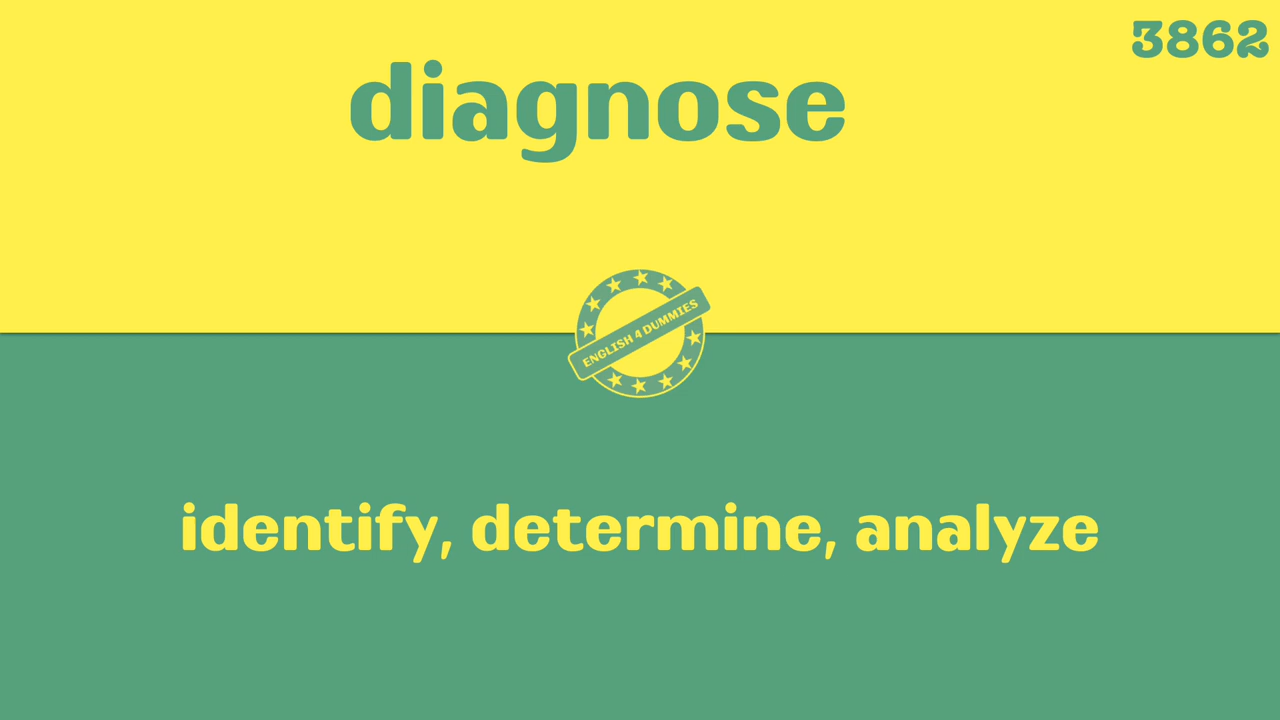 3862
diagnose
ENGLISH 4 DUMMIES
identify, determine, analyze